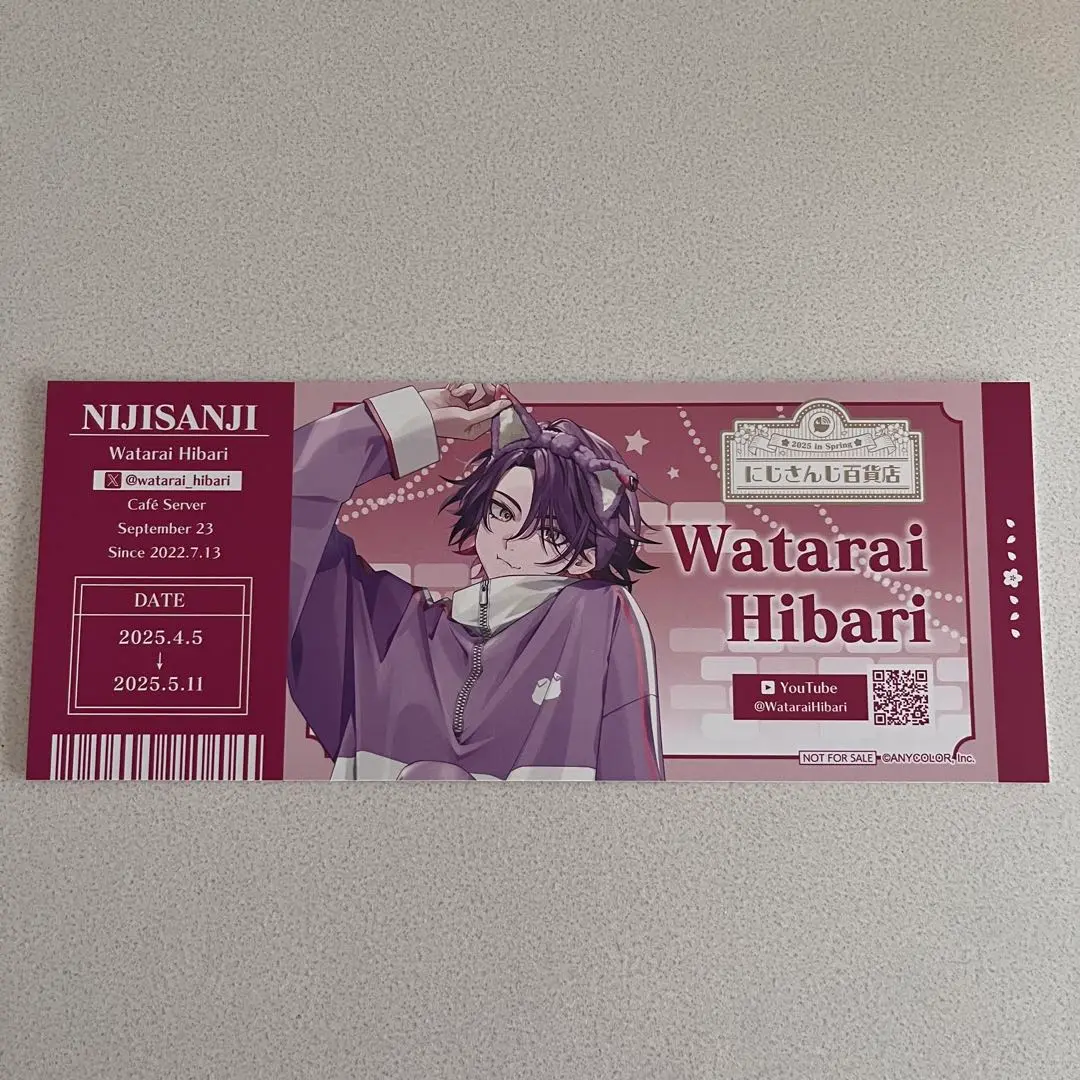 NIJISANJI
Watarai Hibari
@watarai_hibari
Café Server
September 23
Since 2022.7.13
DATE
2025.4.5
↓
2025.5.11
2025 in Spring
にじさんじ百貨店
Watarai
Hibari
YouTube
@WataraiHibari
NOT FOR SALE ©ANYCOLOR, Inc.